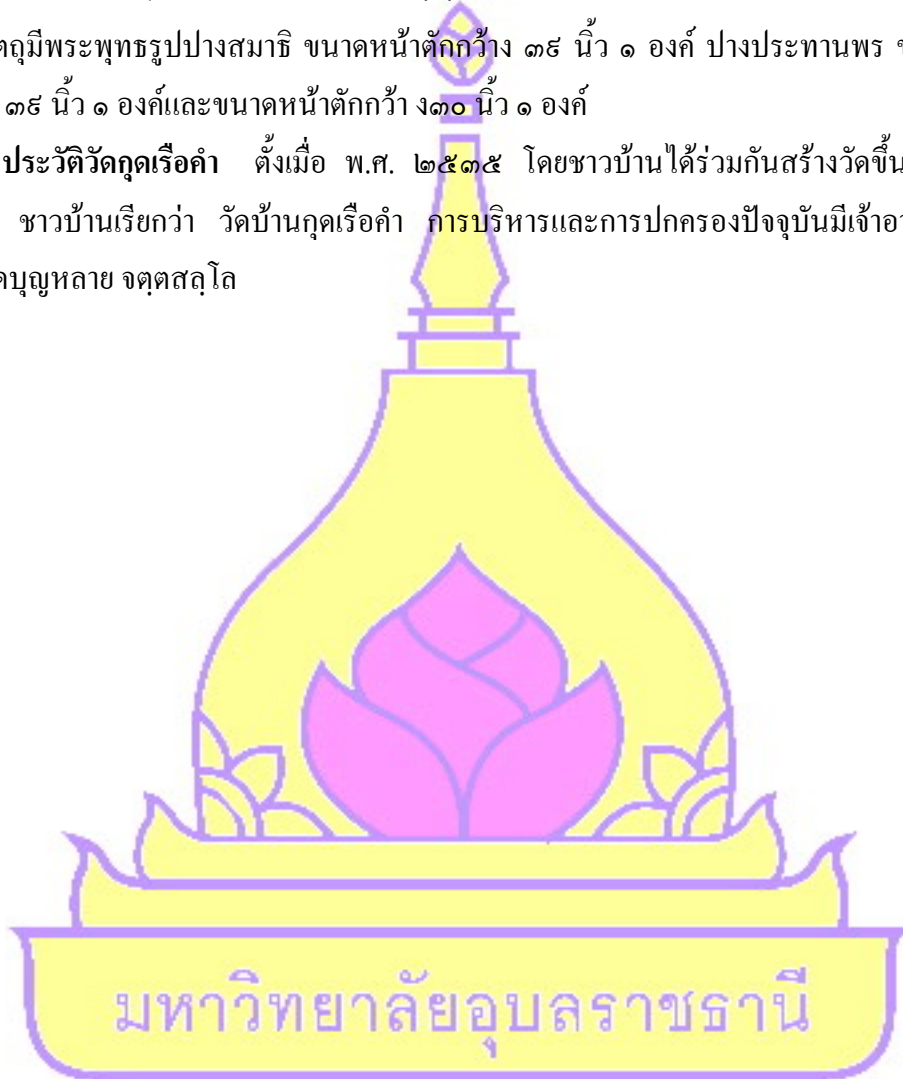 ตถุมีพระพุทธรูปปางสมาธิ ขนาดหน้าตักกว้าง ๓๙ นิ้ว ๑ องค์ ปางประทานพร
๓๙ นิ้ว ๑ องค์และขนาดหน้าตักกว้า ง๓๐ นิ้ว ๑ องค์
ประวัติวัดกุดเรือคำ ตั้งเมื่อ พ.ศ. ๒๕๓๕ โดยชาวบ้านได้ร่วมกันสร้างวัดขึ้น
ชาวบ้านเรียกว่า วัดบ้านกุดเรือคำ การบริหารและการปกครองปัจจุบันมีเจ้าอา
บุญหลาย จตฺตสลฺโล
มหาวิทยาลัยอุบลราชธานี